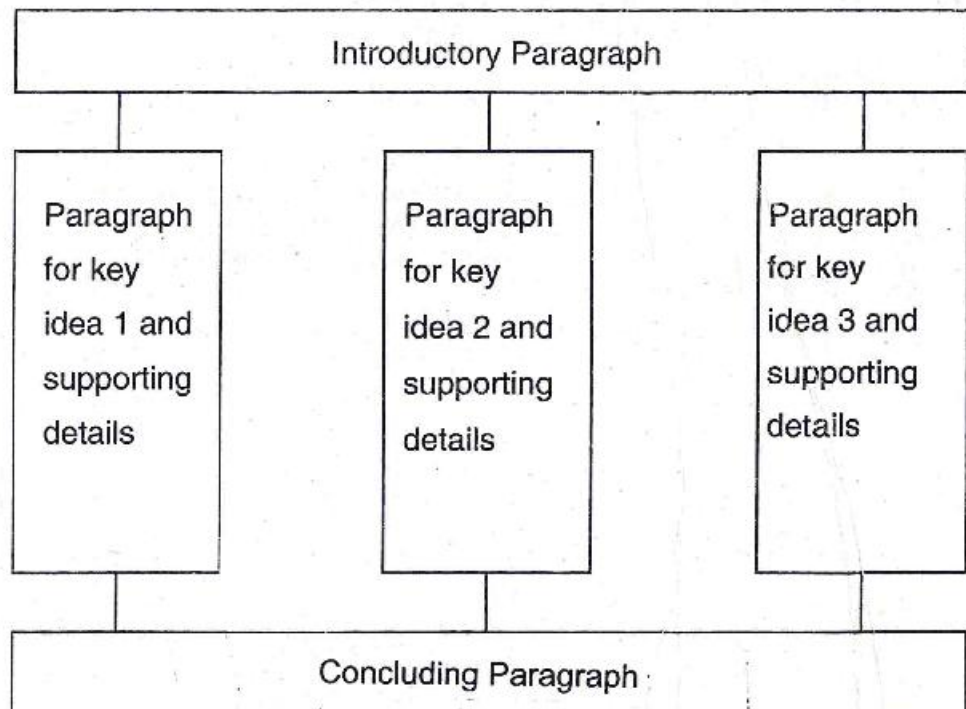 Introductory Paragraph
Paragraph
for key
idea 1 and
supporting
details
Paragraph
for key
idea 2 and
supporting
details
Paragraph
for key
idea 3 and
supporting
details
Concluding Paragraph